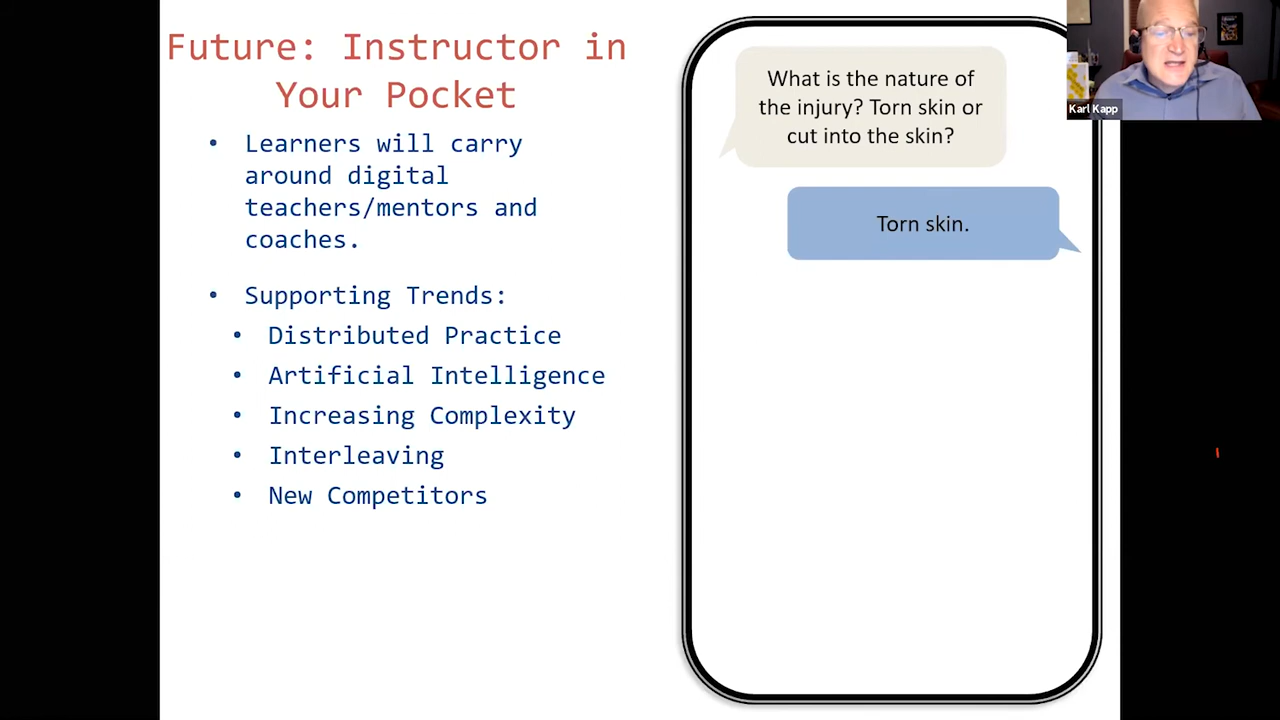 Future: Instructor in
Your Pocket
• Learners will carry
around digital
teachers/mentors and
coaches.
• Supporting Trends:
• Distributed Practice
• Artificial Intelligence
• Increasing Complexity
• Interleaving
• New Competitors
What is the nature of
the injury? Torn skin or
cut into the skin?
Torn skin.
Karl Kapp